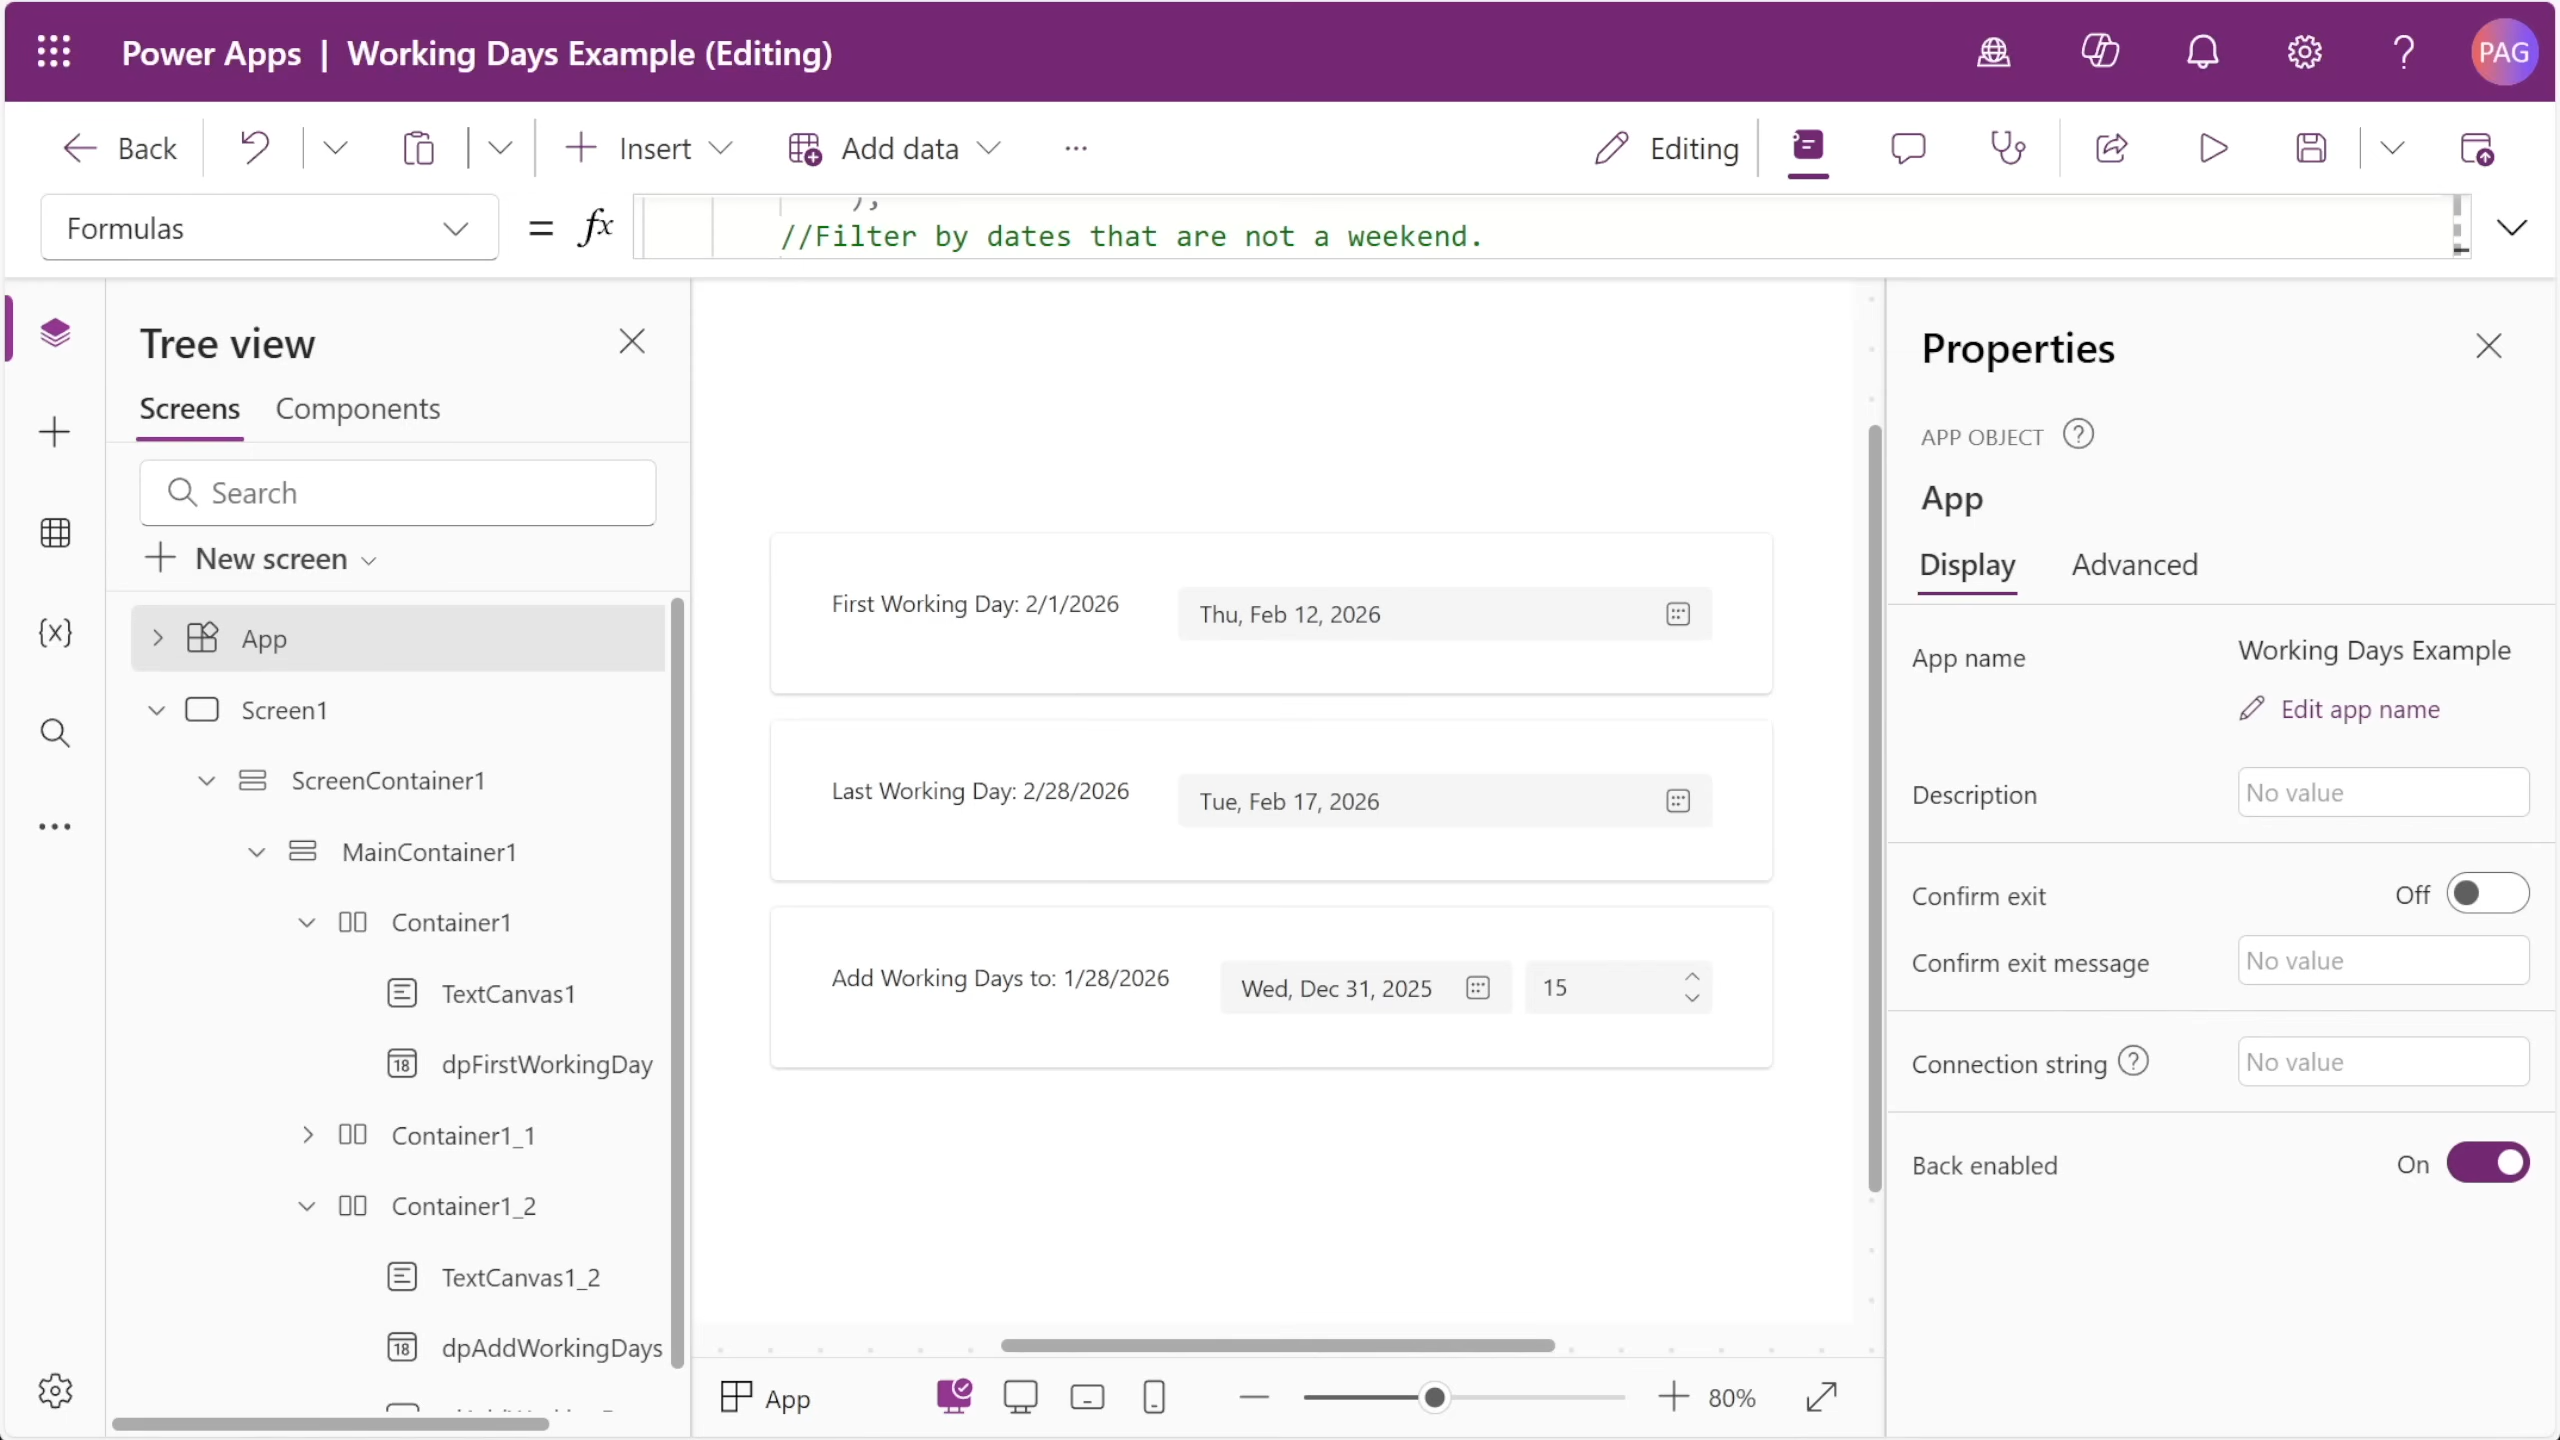 Power Apps | Working Days Example (Editing)
PAG
Back
Insert
Add data
Editing
Formulas
= fx
),
//Filter by dates that are not a weekend.
Tree view
Screens
Components
Search
New screen
App
Screen1
ScreenContainer1
MainContainer1
Container1
TextCanvas1
18 dpFirstWorkingDay
Container1_1
Container1_2
TextCanvas1_2
18 dpAddWorkingDays
First Working Day: 2/1/2026
Thu, Feb 12, 2026
Last Working Day: 2/28/2026
Tue, Feb 17, 2026
Add Working Days to: 1/28/2026
Wed, Dec 31, 2025
15
App
80%
Properties
APP OBJECT
App
Display
Advanced
App name
Working Days Example
Edit app name
Description
No value
Confirm exit
Off
Confirm exit message
No value
Connection string
No value
Back enabled
On